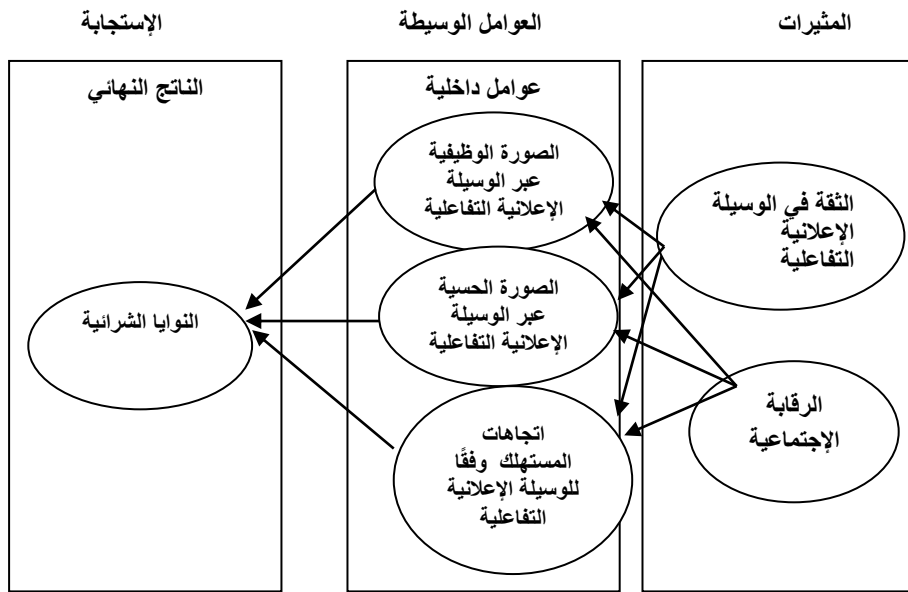 المثيرات
العوامل الوسيطة
الإستجابة
الثقة في الوسيلة
الإعلانية
التفاعلية
الرقابة
الإجتماعية
عوامل داخلية
الصورة الوظيفية
عبر الوسيلة
الإعلانية التفاعلية
الصورة الحسية
عبر الوسيلة
الإعلانية التفاعلية
اتجاهات
المستهلك وفقًا
للوسيلة الإعلانية
التفاعلية
الناتج النهائي
النوايا الشرائية